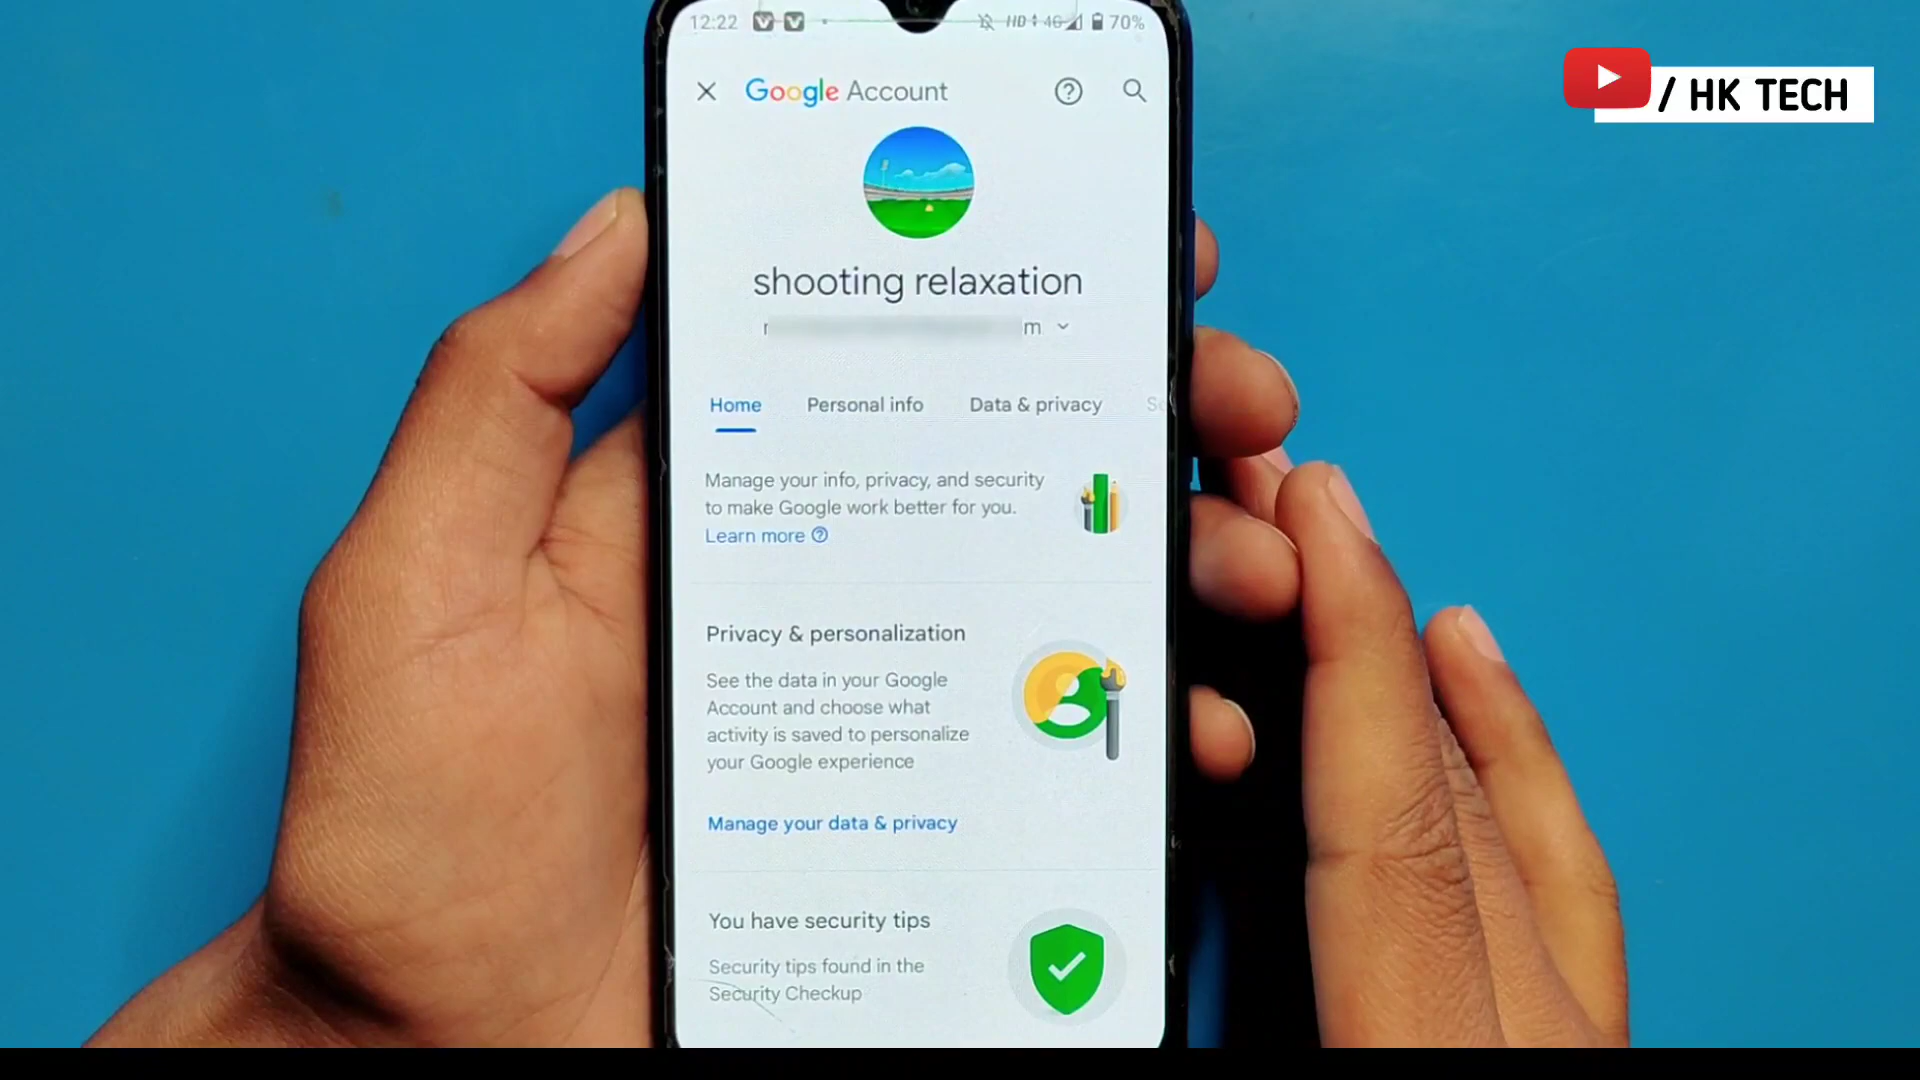 12:22
HD 4G 70%
/ HK TECH
Google Account
shooting relaxation
m
Home Personal info Data & privacy
Manage your info, privacy, and security
to make Google work better for you.
Learn more
Privacy & personalization
See the data in your Google
Account and choose what
activity is saved to personalize
your Google experience
Manage your data & privacy
You have security tips
Security tips found in the
Security Checkup